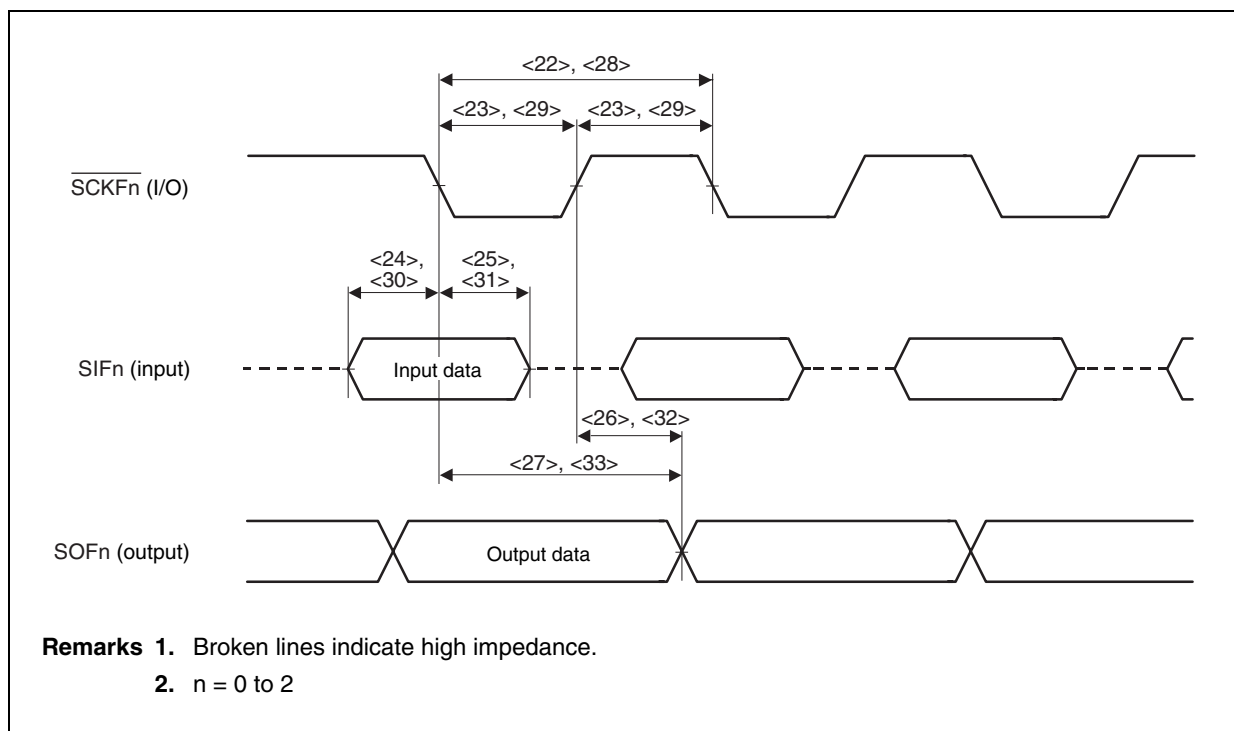 <22>, <28>
<23>, <29> <23>, <29>
SCKFn (I/O)
<24>, <30>
<25>, <31>
SIFn (input)
Input data
<26>, <32>
<27>, <33>
SOFn (output)
Output data
Remarks 1. Broken lines indicate high impedance.
2. n = 0 to 2